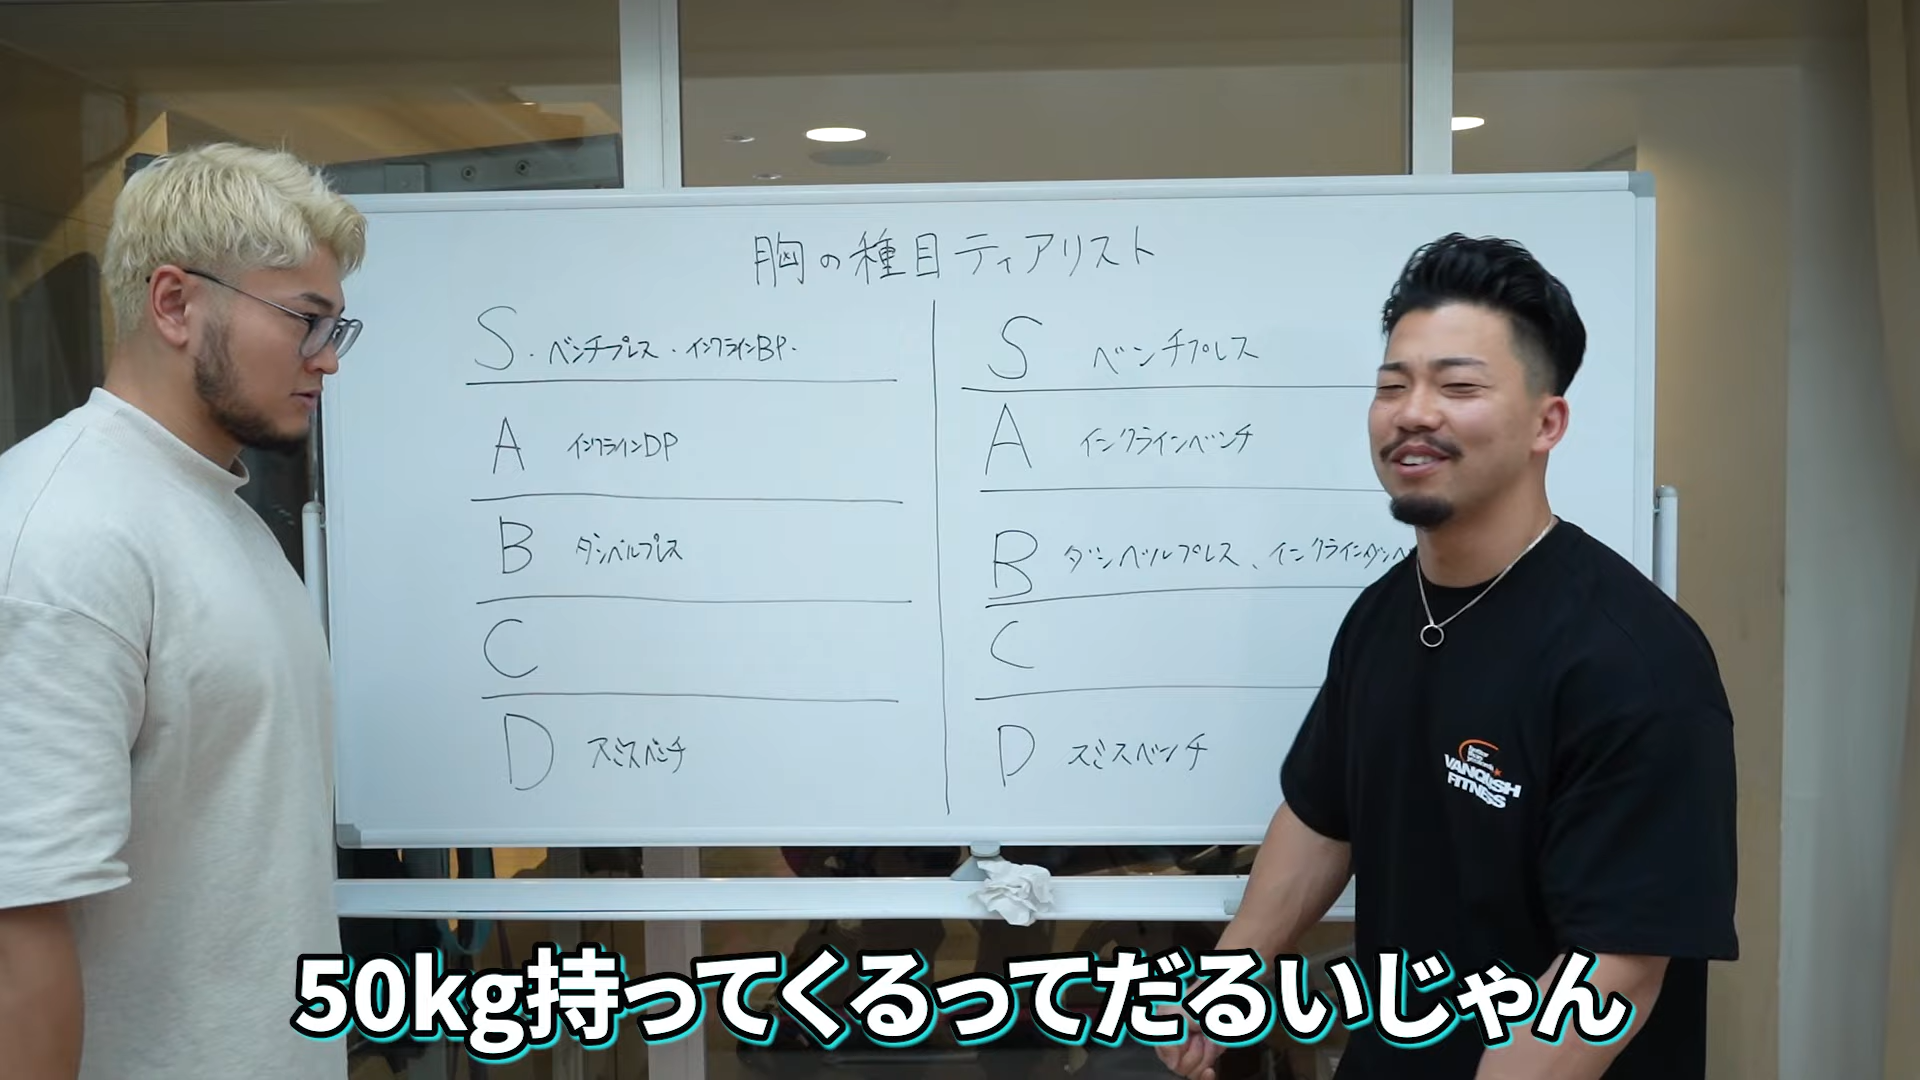 胸の種目ティアリスト
S・ベンチプレス・インクラインBP・
A インクラインDP
B ダンベルプレス
C
D スミスベンチ
S ベンチプレス
A インクラインベンチ
B ダンベルプレス、インクラインダンベ
C
D スミスベンチ
VANQUISH
FITNESS
50kg持ってくるってだるいじゃん